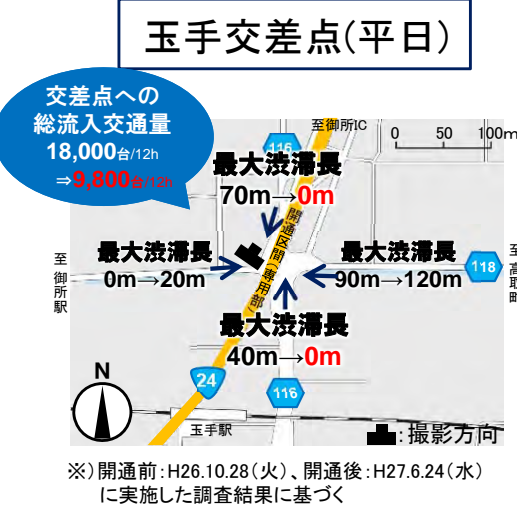 玉手交差点(平日)
交差点への
総流入交通量
18,000台/12h
⇒9,800台/12h
至御所IC
0 50 100m
116
最大渋滞長
70m→0m
開通区間(専用部)
至御所駅
最大渋滞長
0m→20m
最大渋滞長
90m→120m
118
至高取町
最大渋滞長
40m→0m
N
24
116
玉手駅
:撮影方向
※)開通前:H26.10.28(火)、開通後:H27.6.24(水)
に実施した調査結果に基づく